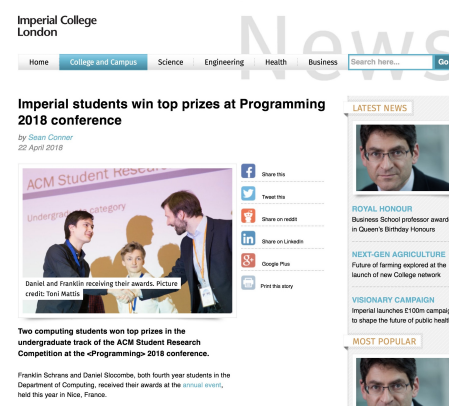 Imperial College
London
News
Home
College and Campus
Science
Engineering
Health
Business
Search here...
Go
Imperial students win top prizes at Programming
2018 conference
by Sean Conner
22 April 2018
ACM Student Research
Undergraduate category
Daniel and Franklin receiving their awards. Picture
credit: Toni Mattis
Share this
Tweet this
Share on reddit
Share on LinkedIn
Google Plus
Print this story
Two computing students won top prizes in the
undergraduate track of the ACM Student Research
Competition at the <Programming> 2018 conference.
Franklin Schrans and Daniel Slocombe, both fourth year students in the
Department of Computing, received their awards at the annual event,
held this year in Nice, France.
LATEST NEWS
ROYAL HONOUR
Business School professor award
in Queen's Birthday Honours
NEXT-GEN AGRICULTURE
Future of farming explored at the
launch of new College network
VISIONARY CAMPAIGN
Imperial launches £100m campaig
to shape the future of public healt
MOST POPULAR